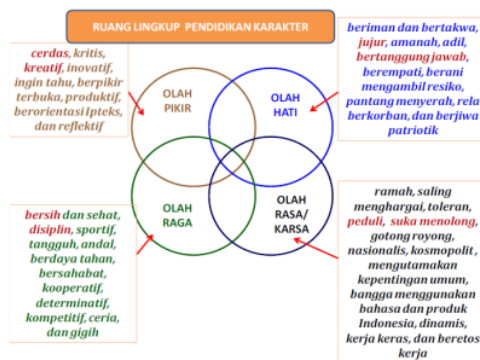 RUANG LINGKUP PENDIDIKAN KARAKTER
cerdas, kritis,
kreatif, inovatif,
ingin tahu, berpikir
terbuka, produktif,
berorientasi Ipteks,
dan reflektif
beriman dan bertakwa,
jujur, amanah, adil,
bertanggung jawab,
berempati, berani
mengambil resiko,
pantang menyerah, rela
berkorban, dan berjiwa
patriotik
OLAH
PIKIR
OLAH
HATI
OLAH
RAGA
OLAH
RASA/
KARSA
bersih dan sehat,
disiplin, sportif,
tangguh, andal,
berdaya tahan,
bersahabat,
kooperatif,
determinatif,
kompetitif, ceria,
dan gigih
ramah, saling
menghargai, toleran,
peduli, suka menolong,
gotong royong,
nasionalis, kosmopolit ,
mengutamakan
kepentingan umum,
bangga menggunakan
bahasa dan produk
Indonesia, dinamis,
kerja keras, dan beretos
kerja